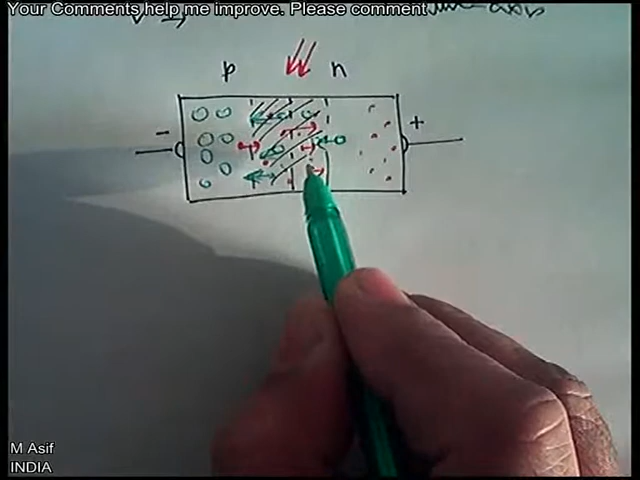 Your Comments help me improve. Please comment.
p n
- +
M Asif
INDIA